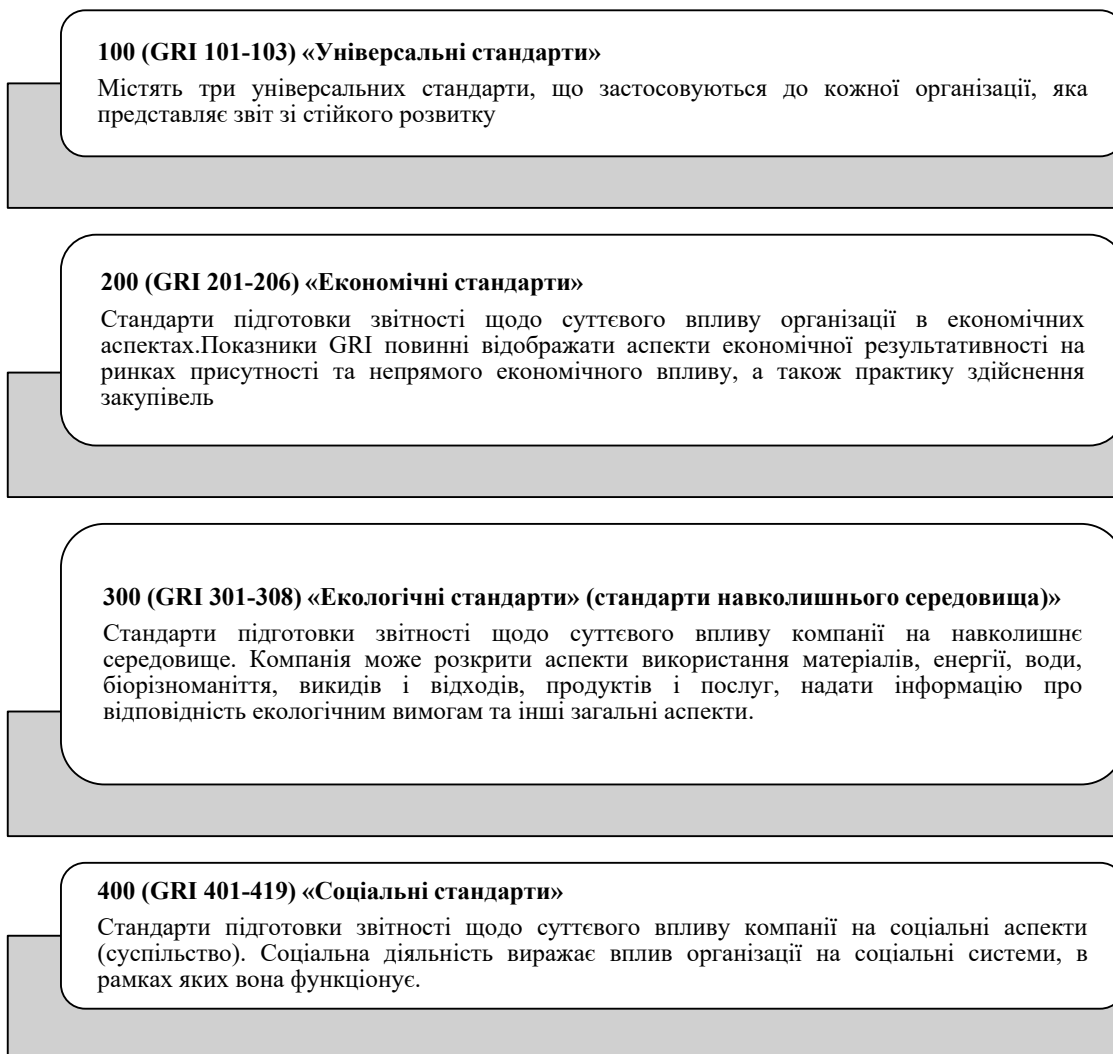 100 (GRI 101-103) «Універсальні стандарти»
Містять три універсальних стандарти, що застосовуються до кожної організації, яка
представляє звіт зі стійкого розвитку
200 (GRI 201-206) «Економічні стандарти»
Стандарти підготовки звітності щодо суттєвого впливу організації в економічних
аспектах.Показники GRI повинні відображати аспекти економічної результативності на
ринках присутності та непрямого економічного впливу, а також практику здійснення
закупівель
300 (GRI 301-308) «Екологічні стандарти» (стандарти навколишнього середовища)»
Стандарти підготовки звітності щодо суттєвого впливу компанії на навколишнє
середовище. Компанія може розкрити аспекти використання матеріалів, енергії, води,
біорізноманіття, викидів і відходів, продуктів і послуг, надати інформацію про
відповідність екологічним вимогам та інші загальні аспекти.
400 (GRI 401-419) «Соціальні стандарти»
Стандарти підготовки звітності щодо суттєвого впливу компанії на соціальні аспекти
(суспільство). Соціальна діяльність виражає вплив організації на соціальні системи, в
рамках яких вона функціонує.